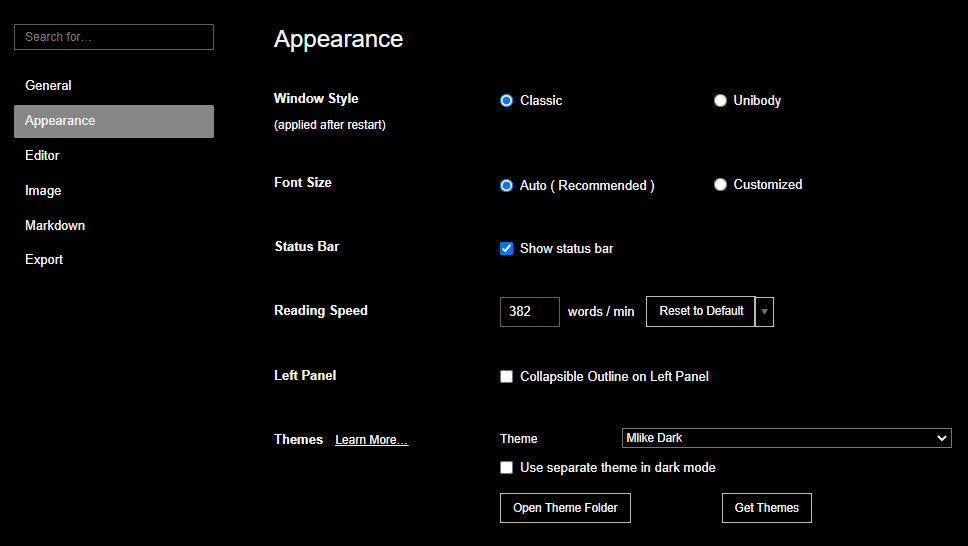 Search for…
General
Appearance
Editor
Image
Markdown
Export
Appearance
Window Style
(applied after restart)
Classic
Unibody
Font Size
Auto ( Recommended )
Customized
Status Bar
Show status bar
Reading Speed
382 words / min Reset to Default
Left Panel
Collapsible Outline on Left Panel
Themes Learn More…
Theme Mlike Dark
Use separate theme in dark mode
Open Theme Folder
Get Themes